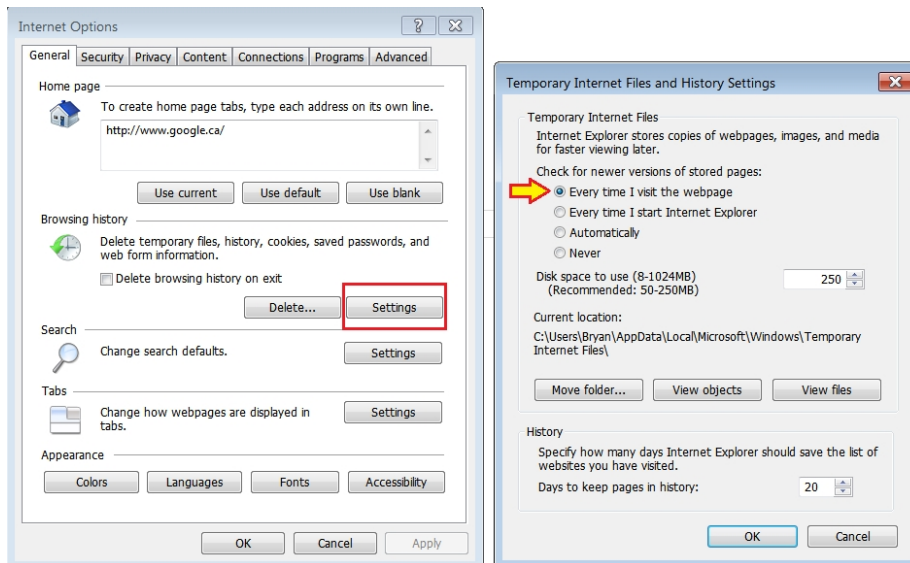 Internet Options
General Security Privacy Content Connections Programs Advanced
Home page
To create home page tabs, type each address on its own line.
http://www.google.ca/
Use current Use default Use blank
Browsing history
Delete temporary files, history, cookies, saved passwords, and
web form information.
Delete browsing history on exit
Delete... Settings
Search
Change search defaults.
Settings
Tabs
Change how webpages are displayed in
tabs.
Settings
Appearance
Colors Languages Fonts Accessibility
OK Cancel Apply
Temporary Internet Files and History Settings
Temporary Internet Files
Internet Explorer stores copies of webpages, images, and media
for faster viewing later.
Check for newer versions of stored pages:
Every time I visit the webpage
Every time I start Internet Explorer
Automatically
Never
Disk space to use (8-1024MB)
(Recommended: 50-250MB)
250
Current location:
C:\Users\Bryan\AppData\Local\Microsoft\Windows\Temporary
Internet Files\
Move folder... View objects View files
History
Specify how many days Internet Explorer should save the list of
websites you have visited.
Days to keep pages in history: 20
OK Cancel